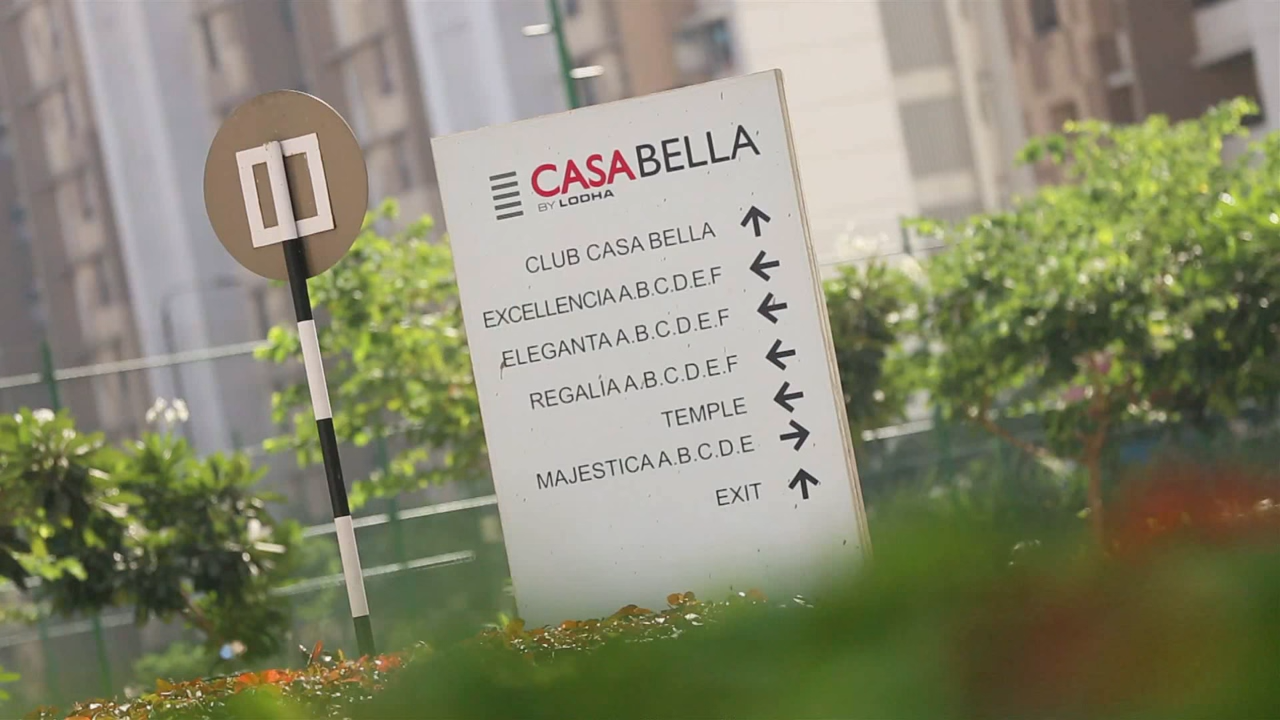 CASABELLA
BY LODHA
CLUB CASA BELLA
EXCELLENCIA A.B.C.D.E.F
ELEGANTA A.B.C.D.E.F
REGALÍA A.B.C.D.E.F
TEMPLE
MAJESTICA A.B.C.D.E
EXIT